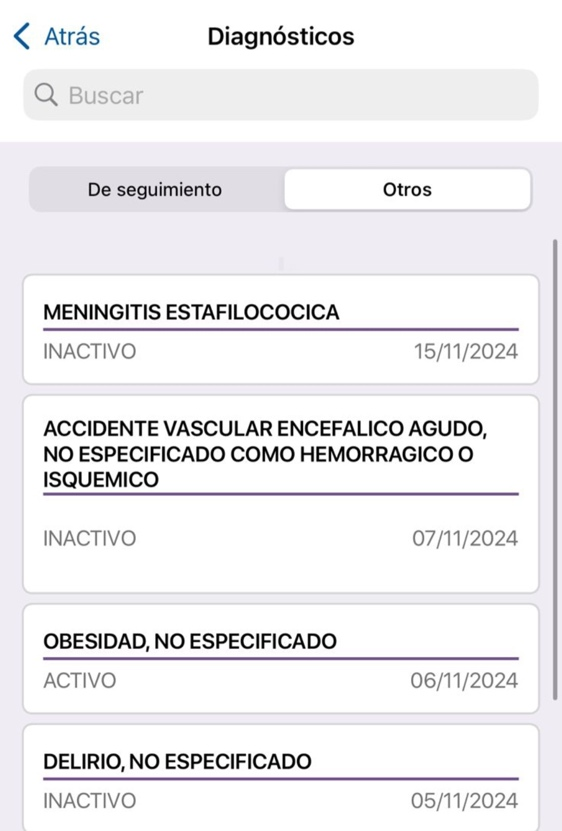 Atrás
Diagnósticos
Buscar
De seguimiento
Otros
MENINGITIS ESTAFILOCOCICA
INACTIVO
15/11/2024
ACCIDENTE VASCULAR ENCEFALICO AGUDO,
NO ESPECIFICADO COMO HEMORRAGICO O
ISQUEMICO
INACTIVO
07/11/2024
OBESIDAD, NO ESPECIFICADO
ACTIVO
06/11/2024
DELIRIO, NO ESPECIFICADO
INACTIVO
05/11/2024